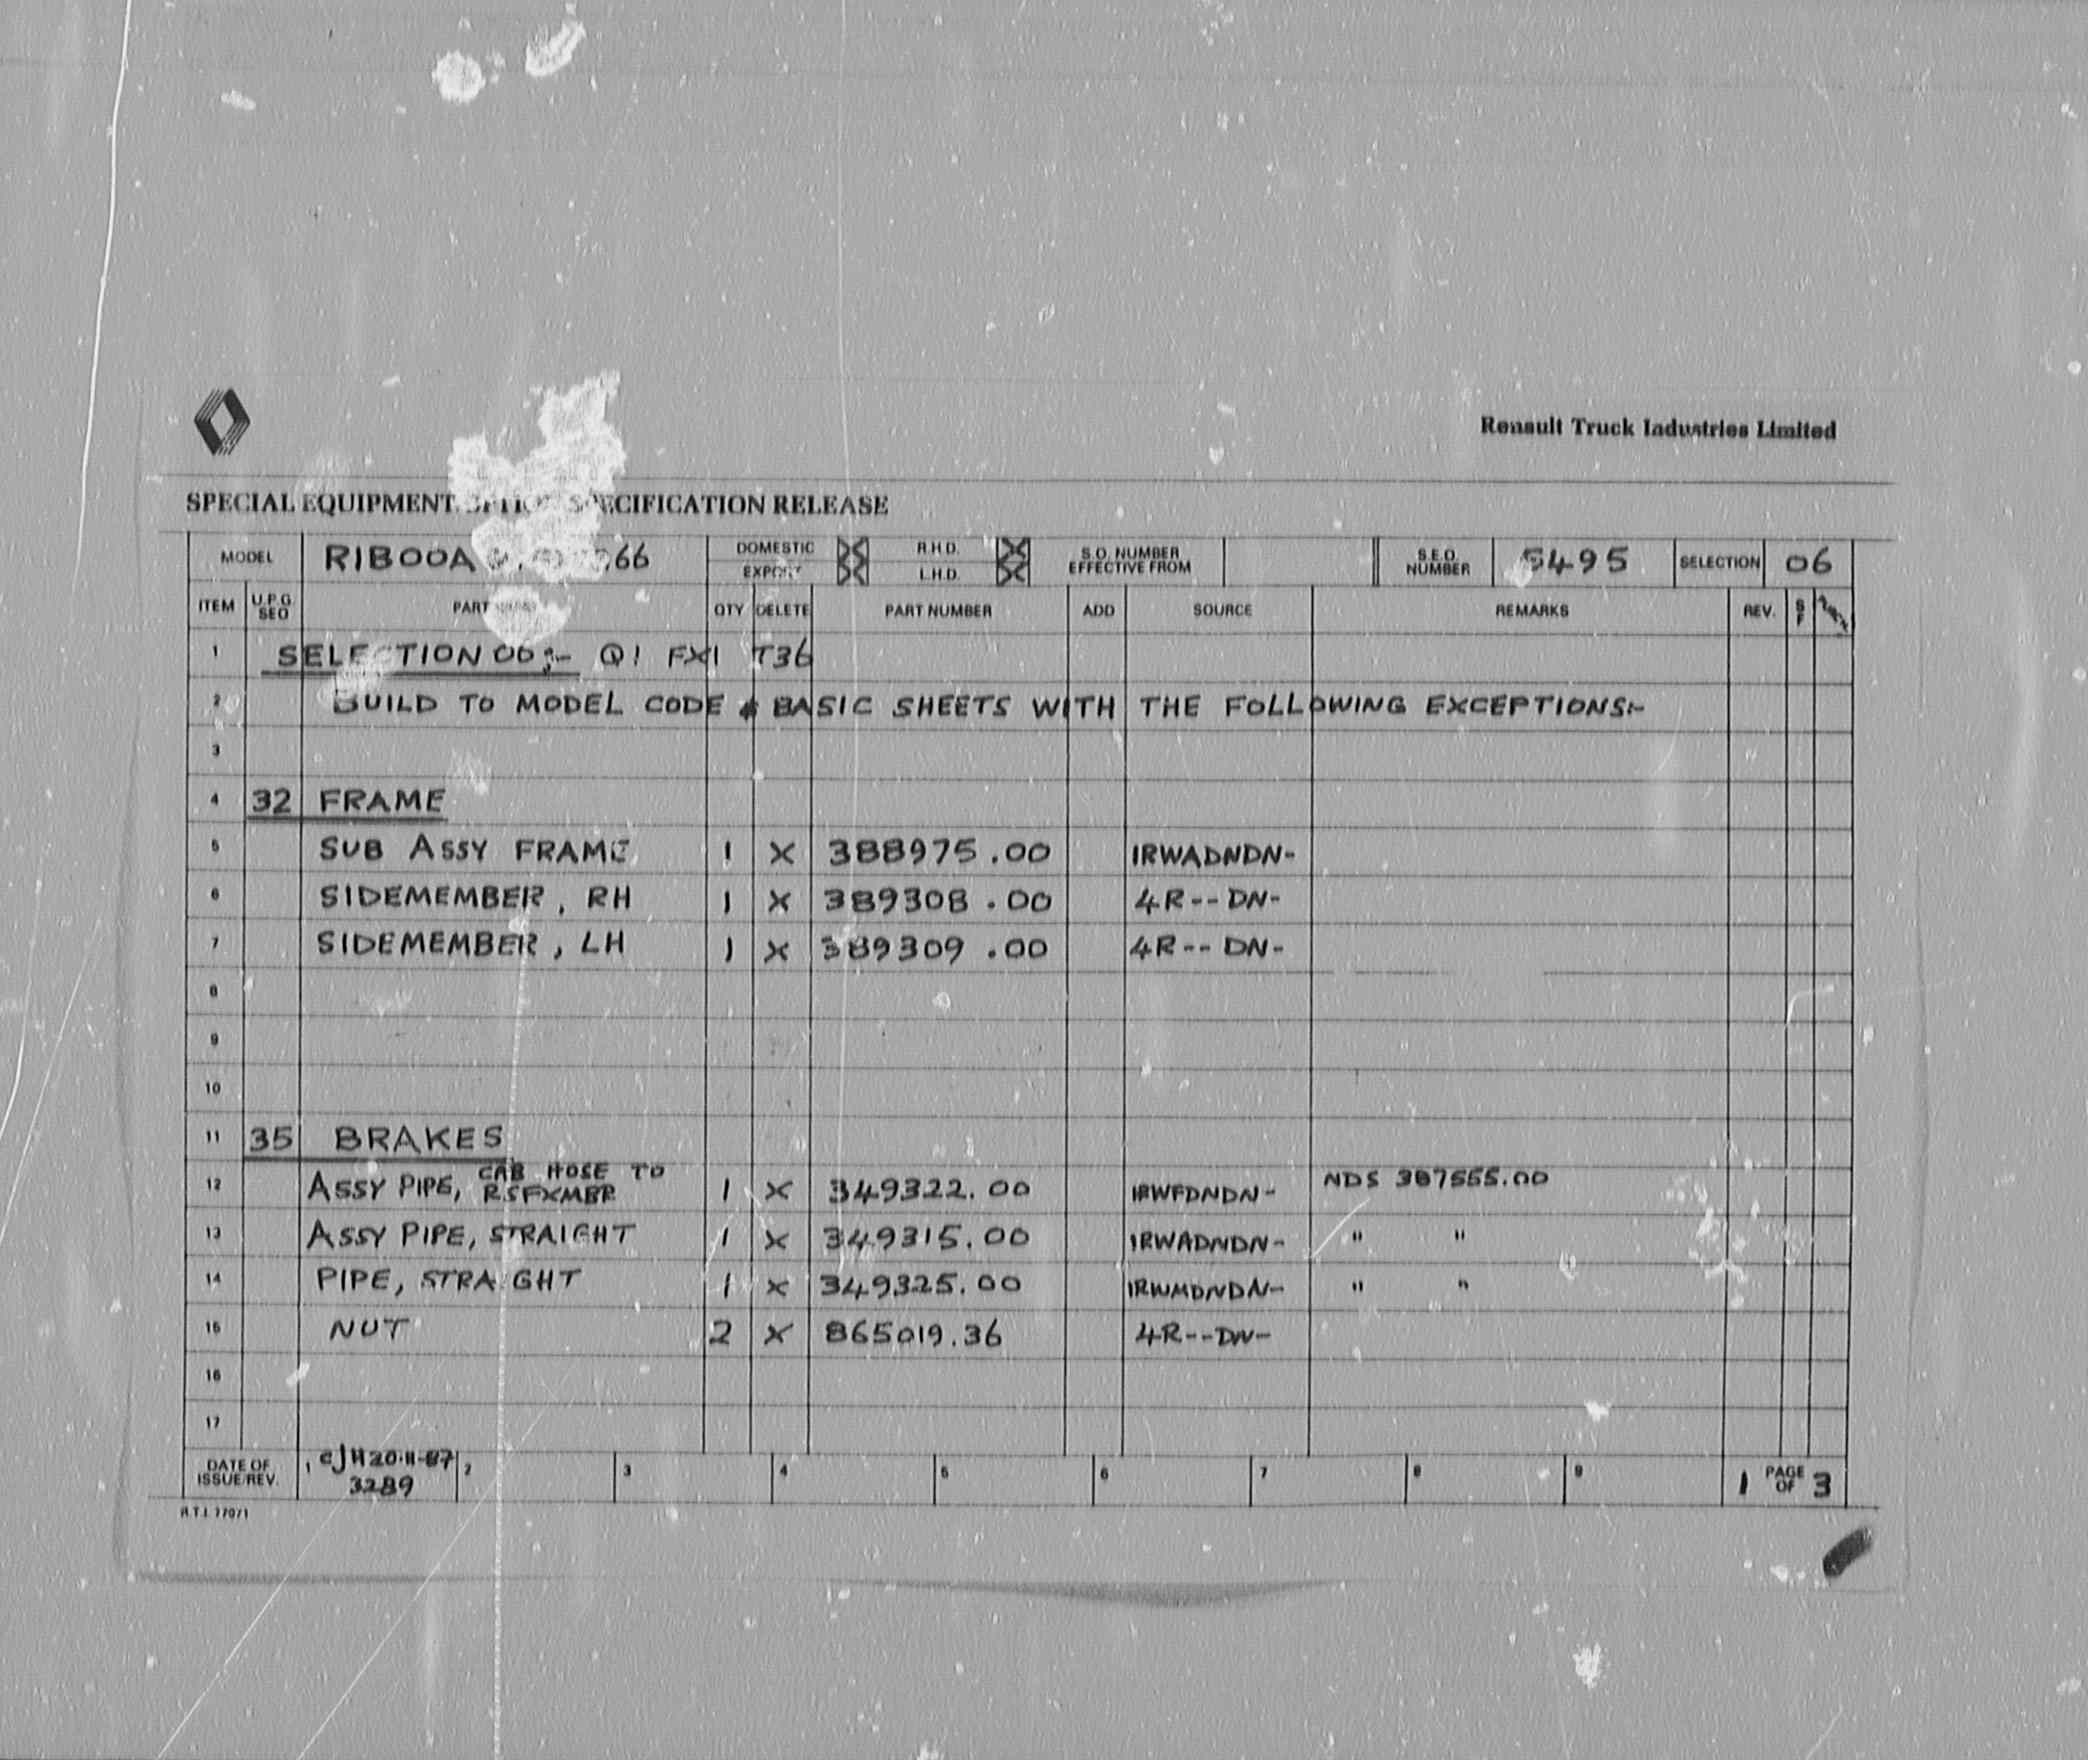 Renault Truck Industries Limited
SPECIAL EQUIPMENT SPECIFICATION RELEASE
MODEL DOMESTIC EXPORT R.H.D. L.H.D. S.O. NUMBER EFFECTIVE FROM S.E.O. NUMBER 5495 SELECTION 06
ITEM U.P.G. SEQ PART QTY DELETE PART NUMBER ADD SOURCE REMARKS REV.
1 SELECTION 06:- Q1 FX1 T36
2 BUILD TO MODEL CODE & BASIC SHEETS WITH THE FOLLOWING EXCEPTIONS:-
3
4 32 FRAME
5 SUB ASSY FRAME 1 X 388975.00 IRWADNDN-
6 SIDEMEMBER, RH 1 X 389308.00 4R--DN-
7 SIDEMEMBER, LH 1 X 389309.00 4R--DN-
8
9
10
11 35 BRAKES
12 ASSY PIPE, CAB HOSE TO RSFXMBR 1 X 349322.00 IRWFDNDN- NDS 387555.00
13 ASSY PIPE, STRAIGHT 1 X 349315.00 IRWADNDN- " "
14 PIPE, STRAIGHT 1 X 349325.00 IRWMDNDN- " "
15 NUT 2 X 865019.36 4R--DN-
16
17
DATE OF ISSUE/REV. 1 CJH 20·11·87 3289 2 3 4 5 6 7 8 9 1 PAGE OF 3
R.T.I. 77071